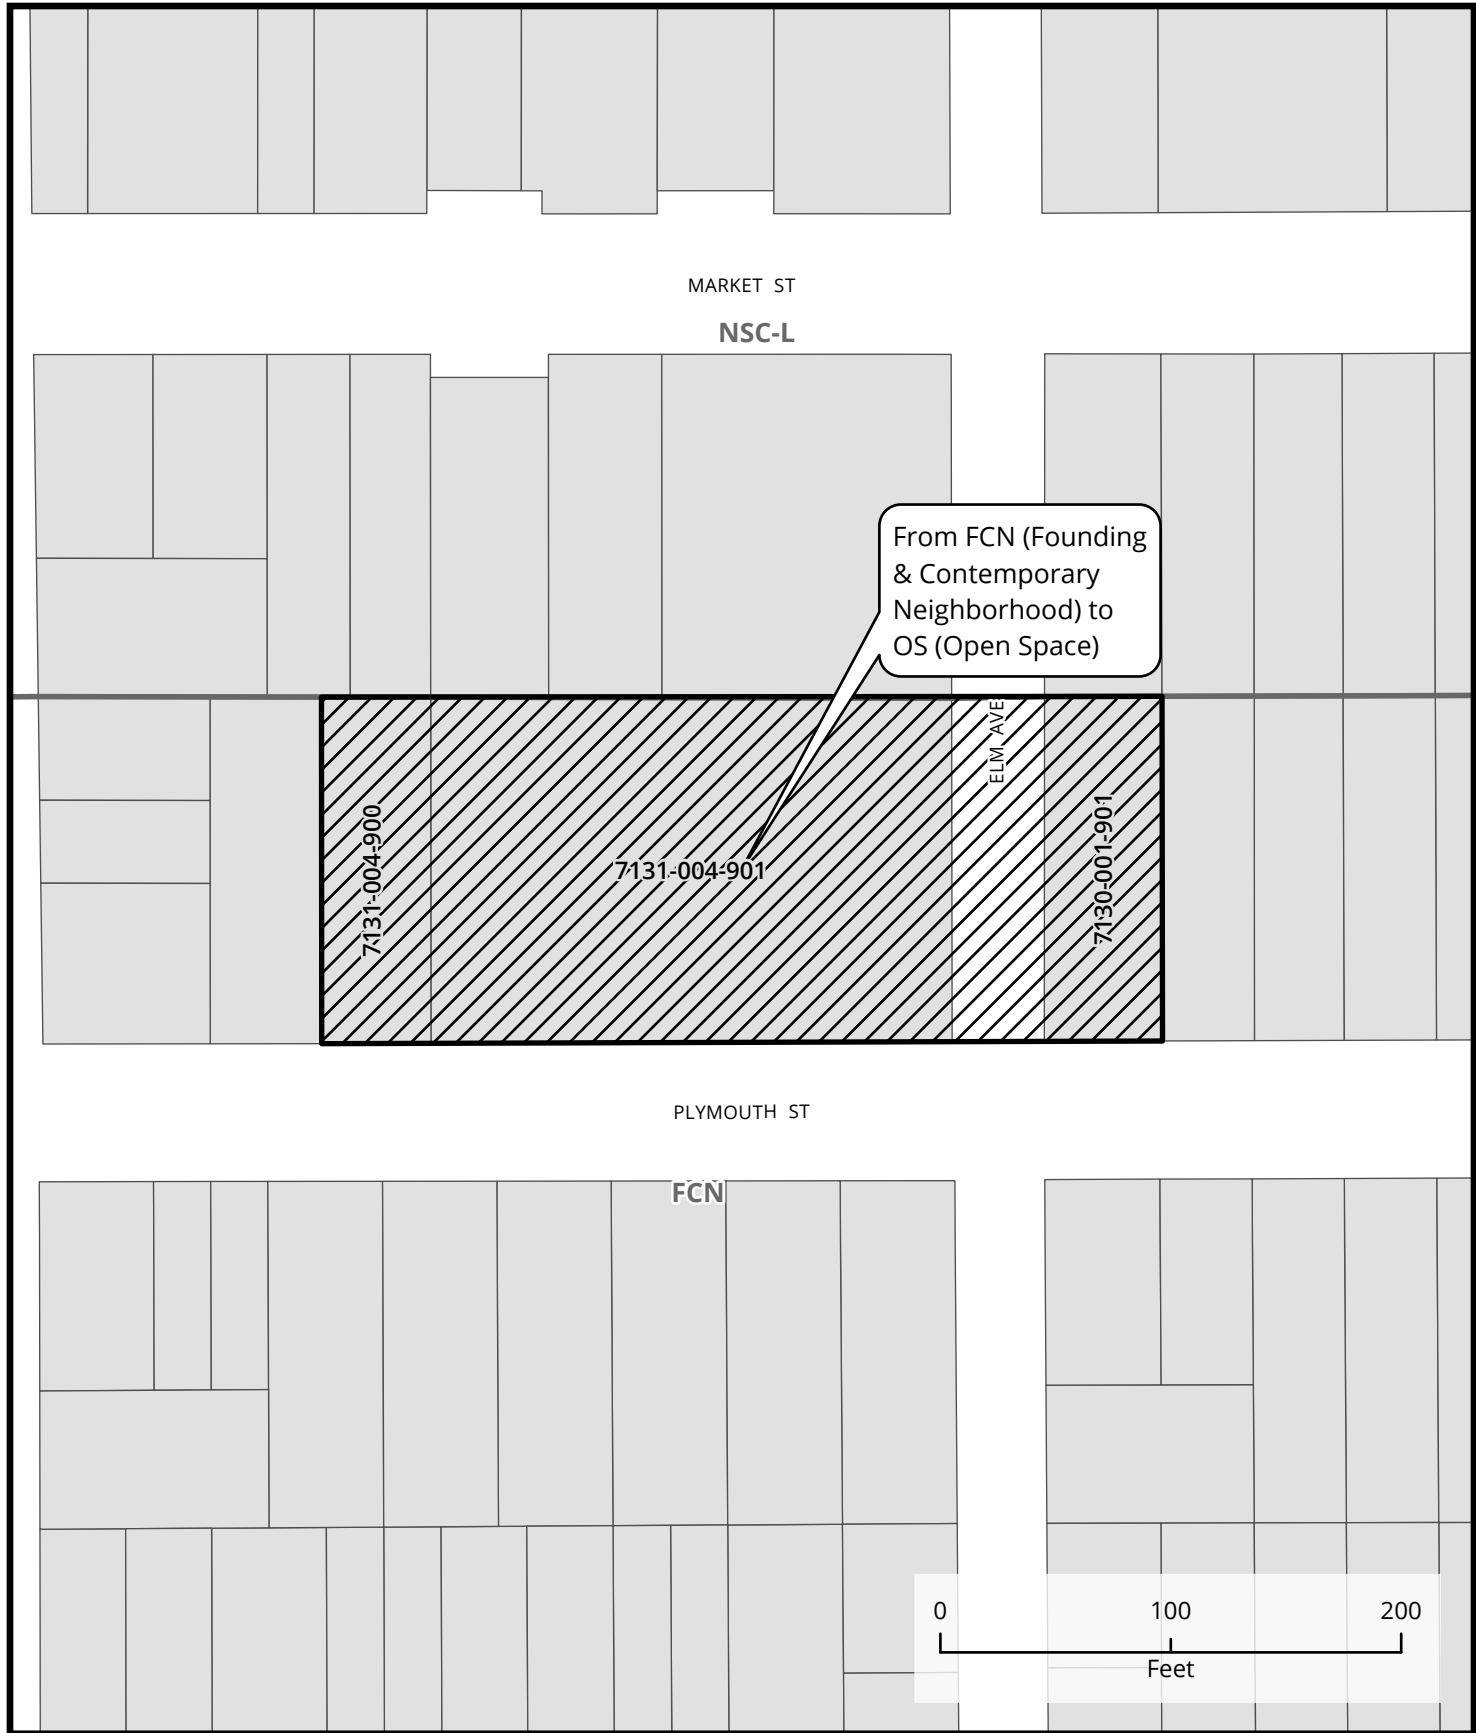 MARKET ST
NSC-L
From FCN (Founding
& Contemporary
Neighborhood) to
OS (Open Space)
ELM AVE
7131-004-900
7131-004-901
7130-001-901
PLYMOUTH ST
FCN
0 100 200
Feet